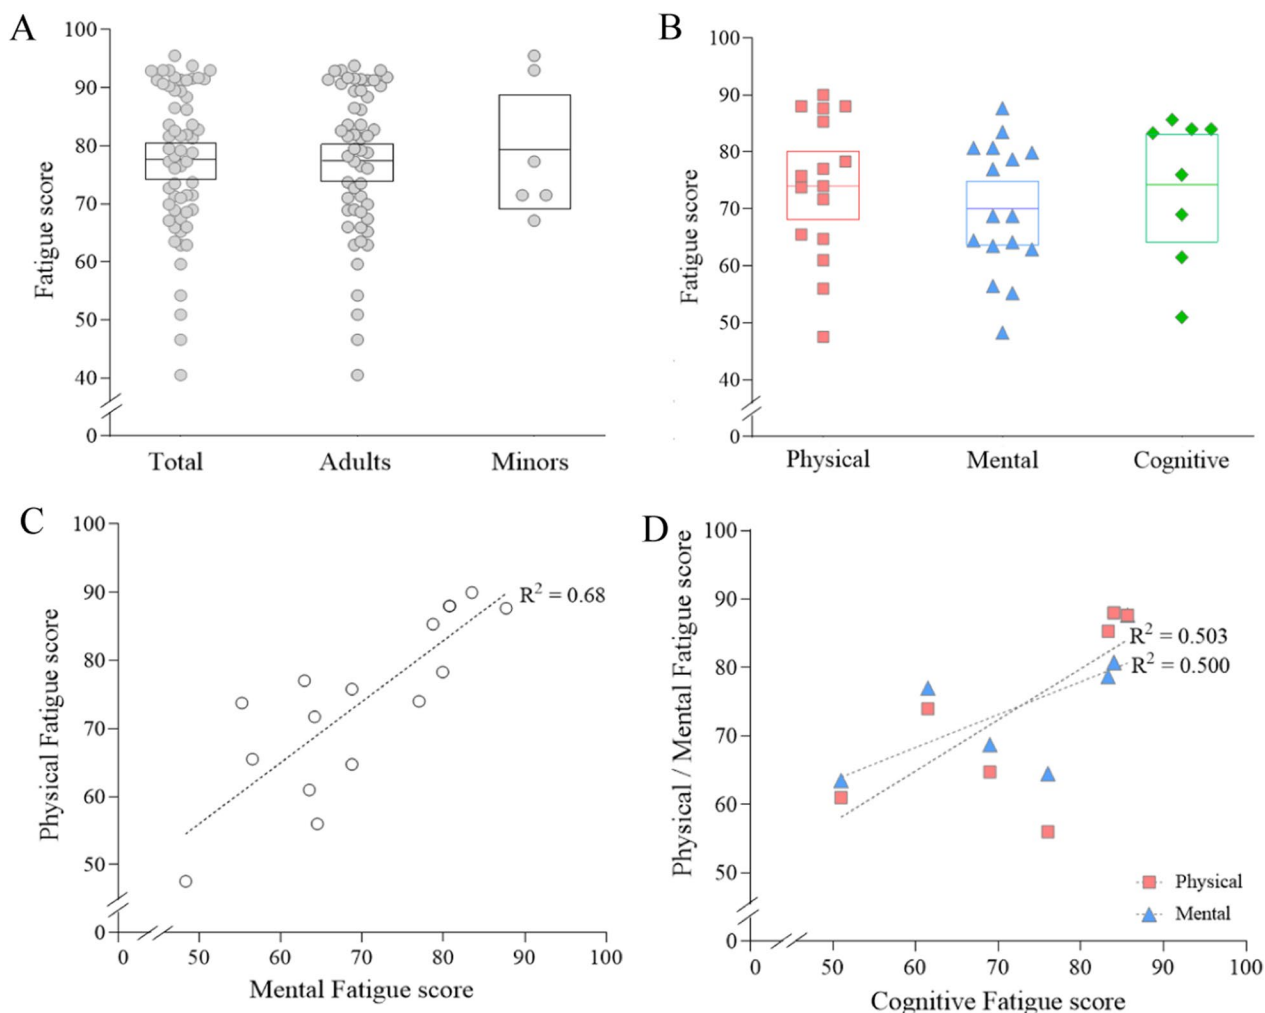 A
100
90
80
70
60
50
40
0
Fatigue score
Total Adults Minors
B
100
90
80
70
60
50
40
0
Fatigue score
Physical Mental Cognitive
C
100
90
80
70
60
50
0
Physical Fatigue score
R² = 0.68
0 50 60 70 80 90 100
Mental Fatigue score
D
100
90
80
70
60
50
0
Physical / Mental Fatigue score
R² = 0.503
R² = 0.500
Physical
Mental
0 50 60 70 80 90 100
Cognitive Fatigue score